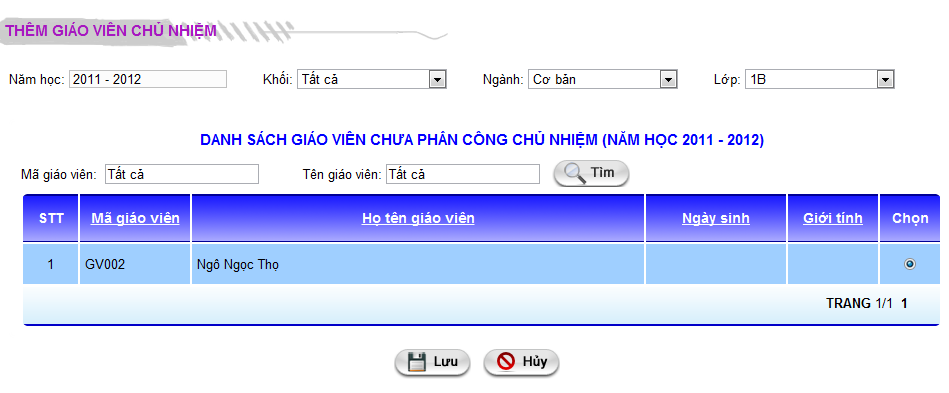 THÊM GIÁO VIÊN CHỦ NHIỆM
Năm học: 2011 - 2012 Khối: Tất cả Ngành: Cơ bản Lớp: 1B
DANH SÁCH GIÁO VIÊN CHƯA PHÂN CÔNG CHỦ NHIỆM (NĂM HỌC 2011 - 2012)
Mã giáo viên: Tất cả Tên giáo viên: Tất cả Tìm
STT Mã giáo viên Họ tên giáo viên Ngày sinh Giới tính Chọn
1 GV002 Ngô Ngọc Thọ
TRANG 1/1 1
Lưu Hủy